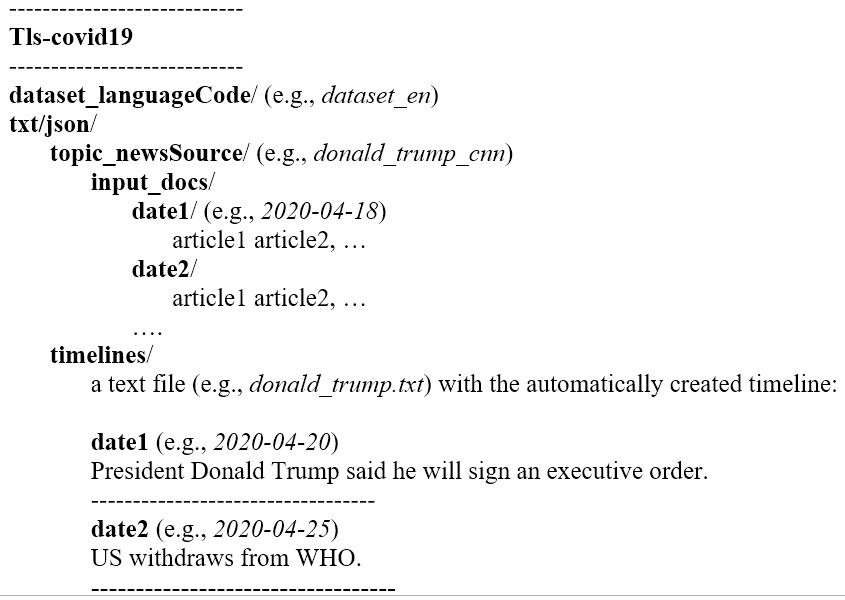 ----------------------------
Tls-covid19
----------------------------
dataset_languageCode/ (e.g., dataset_en)
txt/json/
topic_newsSource/ (e.g., donald_trump_cnn)
input_docs/
date1/ (e.g., 2020-04-18)
article1 article2, …
date2/
article1 article2, …
….
timelines/
a text file (e.g., donald_trump.txt) with the automatically created timeline:
date1 (e.g., 2020-04-20)
President Donald Trump said he will sign an executive order.
----------------------------------
date2 (e.g., 2020-04-25)
US withdraws from WHO.
----------------------------------